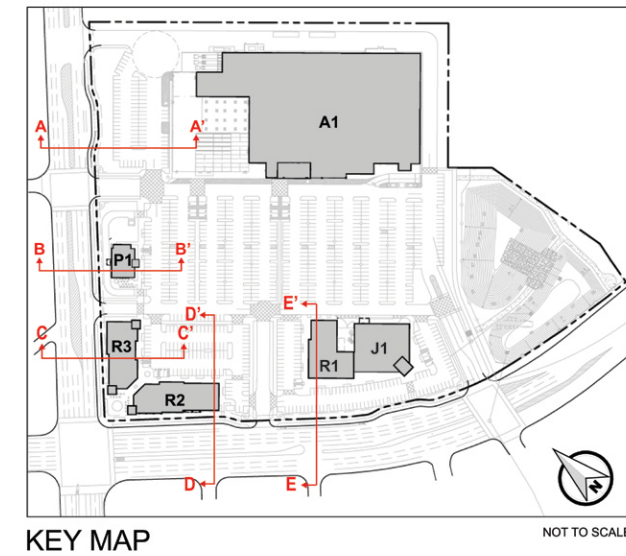 A1
A A'
P1
B B'
D' E'
C C'
R3 R1 J1
R2
D E
N
KEY MAP
NOT TO SCALE